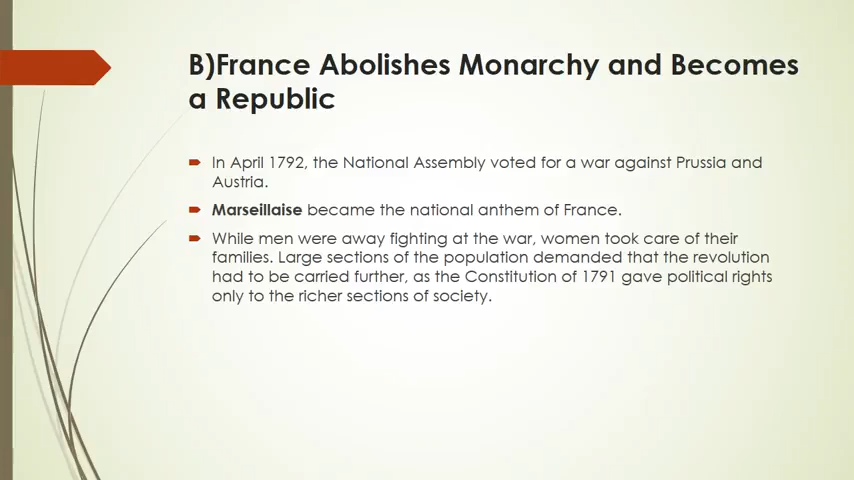 B)France Abolishes Monarchy and Becomes
a Republic
In April 1792, the National Assembly voted for a war against Prussia and
Austria.
Marseillaise became the national anthem of France.
While men were away fighting at the war, women took care of their
families. Large sections of the population demanded that the revolution
had to be carried further, as the Constitution of 1791 gave political rights
only to the richer sections of society.